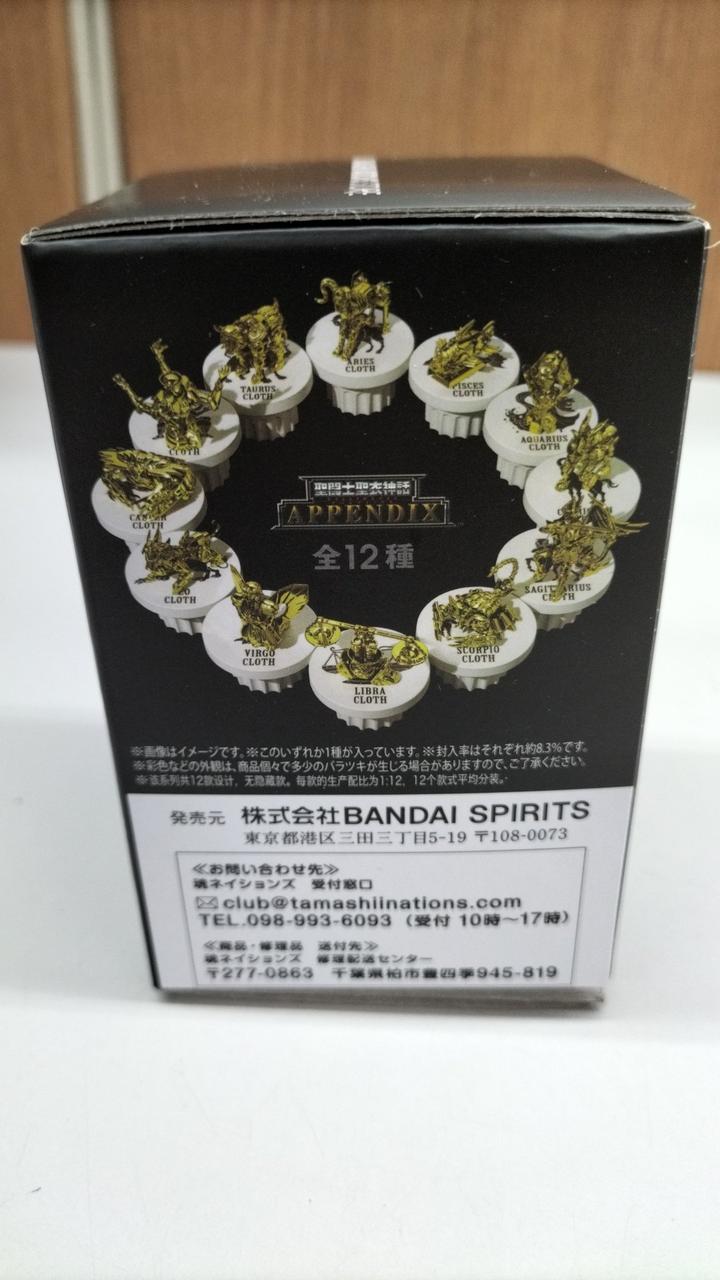 ARIES
CLOTH
TAURUS
CLOTH
PISCES
CLOTH
CLOTH
AQUARIUS
CLOTH
CLOTH
CLOTH
SAGITTARIUS
CLOTH
VIRGO
CLOTH
SCORPIO
CLOTH
LIBRA
CLOTH
聖闘士聖衣神話
APPENDIX
全12種
※画像はイメージです。※このいずれか1種が入っています。※封入率はそれぞれ約8.3%です。
※彩色などの外観は、商品個々で多少のバラツキが生じる場合がありますので、ご了承ください。
※该系列共12款设计，无隐藏款。每款的生产配比为1:12，12个款式平均分装。
発売元 株式会社BANDAI SPIRITS
東京都港区三田三丁目5-19 〒108-0073
≪お問い合わせ先≫
魂ネイションズ 受付窓口
club@tamashiinations.com
TEL.098-993-6093（受付 10時～17時）
≪商品・修理品 送付先≫
魂ネイションズ 修理配送センター
〒277-0863 千葉県柏市豊四季945-819